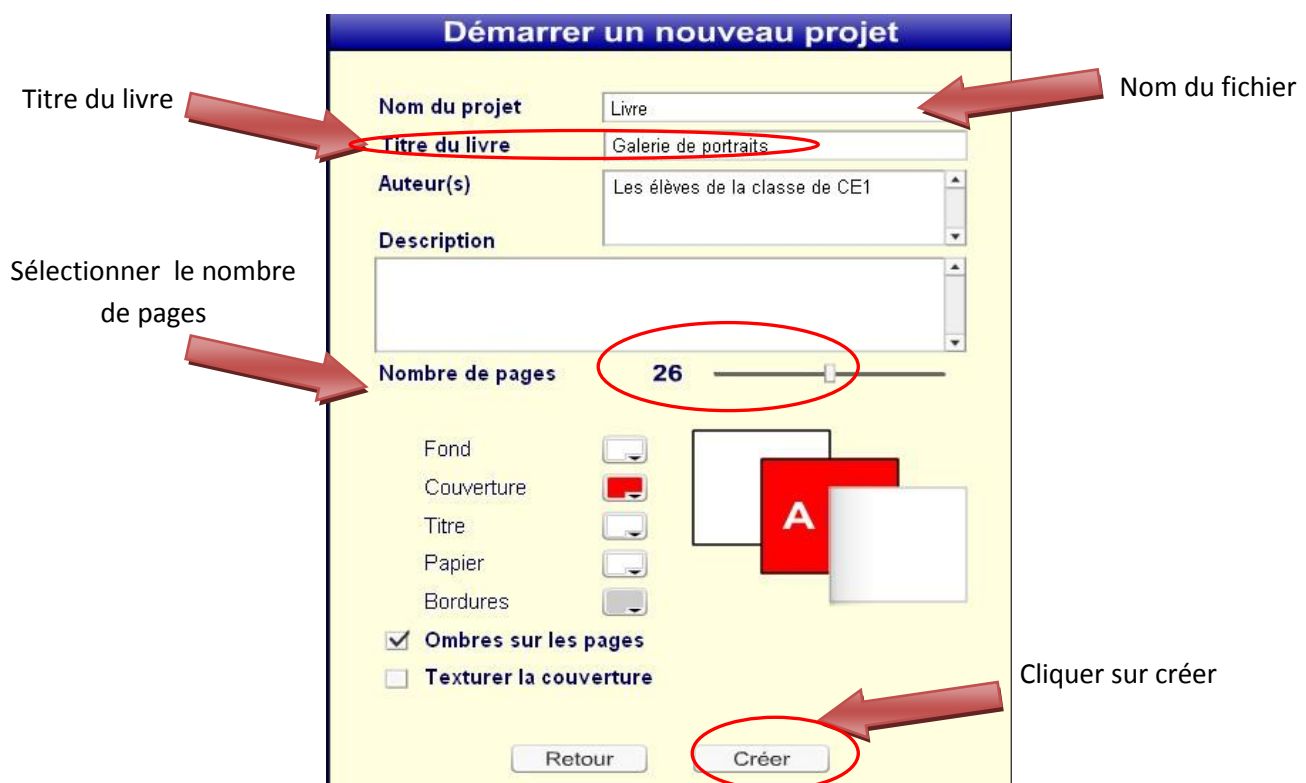 Démarrer un nouveau projet
Titre du livre
Nom du fichier
Nom du projet
Livre
Titre du livre
Galerie de portraits
Auteur(s)
Les élèves de la classe de CE1
Description
Sélectionner le nombre
de pages
Nombre de pages
26
Fond
Couverture
Titre
Papier
Bordures
A
Ombres sur les pages
Texturer la couverture
Cliquer sur créer
Retour
Créer